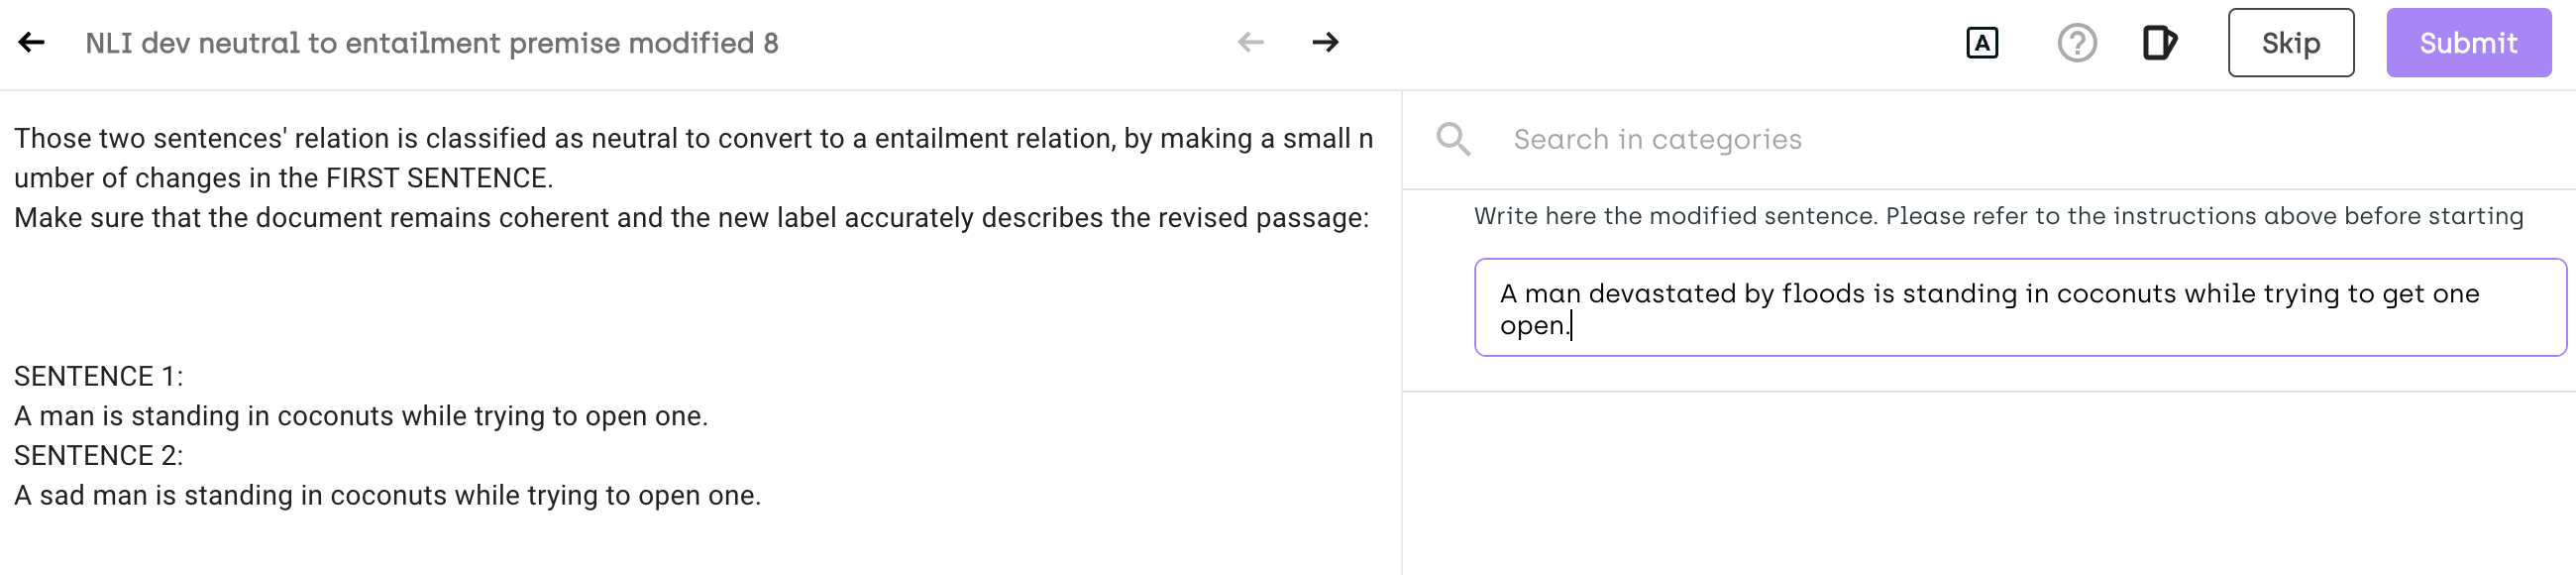 NLI dev neutral to entailment premise modified 8
A
?
Skip
Submit
Those two sentences' relation is classified as neutral to convert to a entailment relation, by making a small n
umber of changes in the FIRST SENTENCE.
Make sure that the document remains coherent and the new label accurately describes the revised passage:
SENTENCE 1:
A man is standing in coconuts while trying to open one.
SENTENCE 2:
A sad man is standing in coconuts while trying to open one.
Search in categories
Write here the modified sentence. Please refer to the instructions above before starting
A man devastated by floods is standing in coconuts while trying to get one
open.